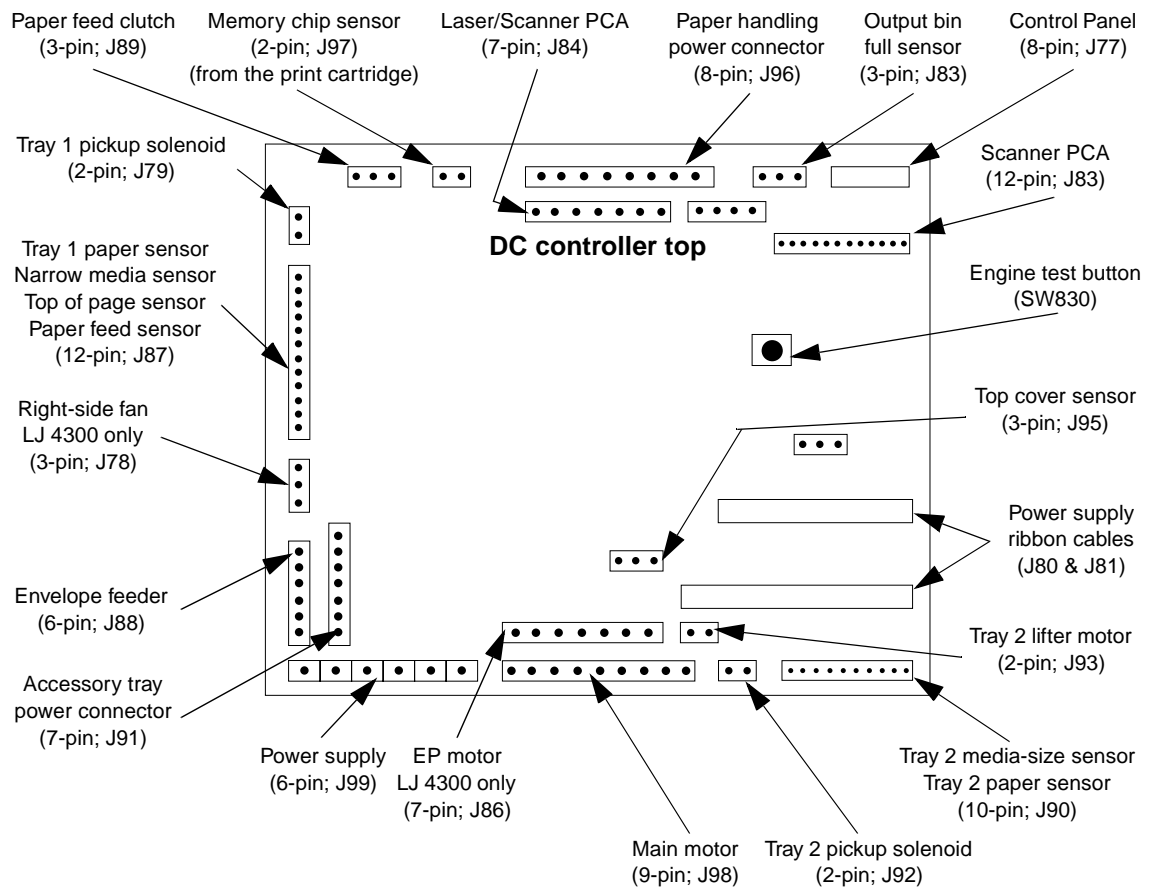 Paper feed clutch
(3-pin; J89)
Memory chip sensor
(2-pin; J97)
(from the print cartridge)
Laser/Scanner PCA
(7-pin; J84)
Paper handling
power connector
(8-pin; J96)
Output bin
full sensor
(3-pin; J83)
Control Panel
(8-pin; J77)
Tray 1 pickup solenoid
(2-pin; J79)
Scanner PCA
(12-pin; J83)
DC controller top
Tray 1 paper sensor
Narrow media sensor
Top of page sensor
Paper feed sensor
(12-pin; J87)
Engine test button
(SW830)
Top cover sensor
(3-pin; J95)
Right-side fan
LJ 4300 only
(3-pin; J78)
Power supply
ribbon cables
(J80 & J81)
Envelope feeder
(6-pin; J88)
Tray 2 lifter motor
(2-pin; J93)
Accessory tray
power connector
(7-pin; J91)
Power supply
(6-pin; J99)
EP motor
LJ 4300 only
(7-pin; J86)
Tray 2 media-size sensor
Tray 2 paper sensor
(10-pin; J90)
Main motor
(9-pin; J98)
Tray 2 pickup solenoid
(2-pin; J92)